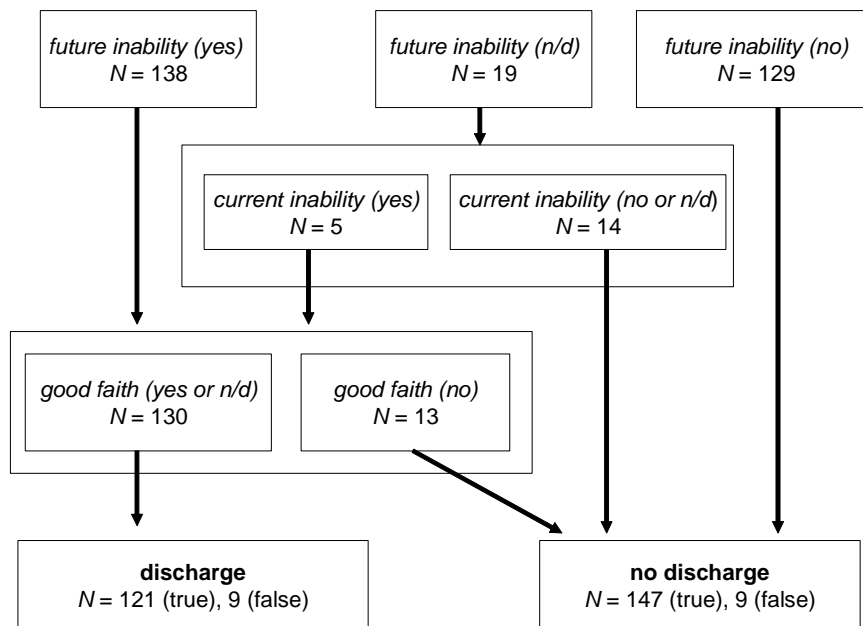 future inability (yes)
N = 138
future inability (n/d)
N = 19
future inability (no)
N = 129
current inability (yes)
N = 5
current inability (no or n/d)
N = 14
good faith (yes or n/d)
N = 130
good faith (no)
N = 13
discharge
N = 121 (true), 9 (false)
no discharge
N = 147 (true), 9 (false)